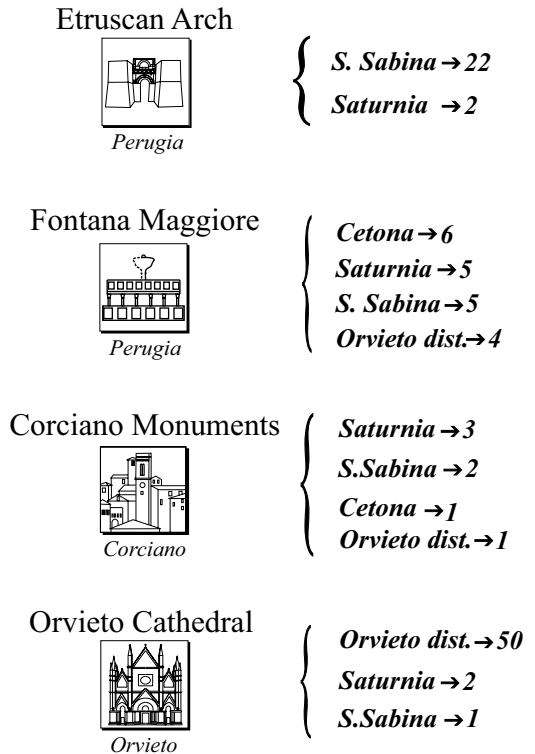 Etruscan Arch
Perugia
S. Sabina → 22
Saturnia → 2
Fontana Maggiore
Perugia
Cetona → 6
Saturnia → 5
S. Sabina → 5
Orvieto dist. → 4
Corciano Monuments
Corciano
Saturnia → 3
S.Sabina → 2
Cetona → 1
Orvieto dist. → 1
Orvieto Cathedral
Orvieto
Orvieto dist. → 50
Saturnia → 2
S.Sabina → 1